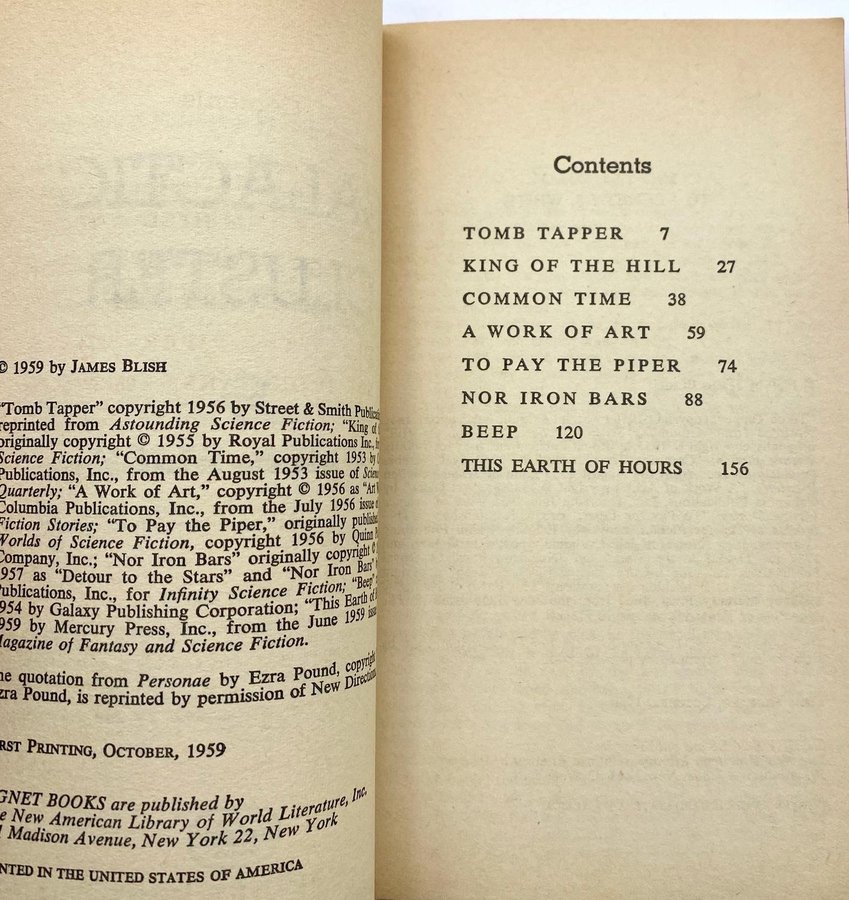 © 1959 by JAMES BLISH
"Tomb Tapper" copyright 1956 by Street & Smith
reprinted from Astounding Science Fiction; "King of
originally copyright © 1955 by Royal Publications Inc.,
Science Fiction; "Common Time," copyright 1953 by
Publications, Inc., from the August 1953 issue of
Quarterly; "A Work of Art," copyright © 1956 as "Art
Columbia Publications, Inc., from the July 1956 issue
Fiction Stories; "To Pay the Piper," originally published
Worlds of Science Fiction, copyright 1956 by Quinn
Company, Inc.; "Nor Iron Bars" originally copyright
1957 as "Detour to the Stars" and "Nor Iron Bars"
Publications, Inc., for Infinity Science Fiction; "Beep"
1954 by Galaxy Publishing Corporation; "This Earth of
1959 by Mercury Press, Inc., from the June 1959
Magazine of Fantasy and Science Fiction.
quotation from Personae by Ezra Pound, copyright
Ezra Pound, is reprinted by permission of New
PRINTING, OCTOBER, 1959
BOOKS are published by
New American Library of World Literature, Inc.
Madison Avenue, New York 22, New York
IN THE UNITED STATES OF AMERICA
Contents
TOMB TAPPER 7
KING OF THE HILL 27
COMMON TIME 38
A WORK OF ART 59
TO PAY THE PIPER 74
NOR IRON BARS 88
BEEP 120
THIS EARTH OF HOURS 156